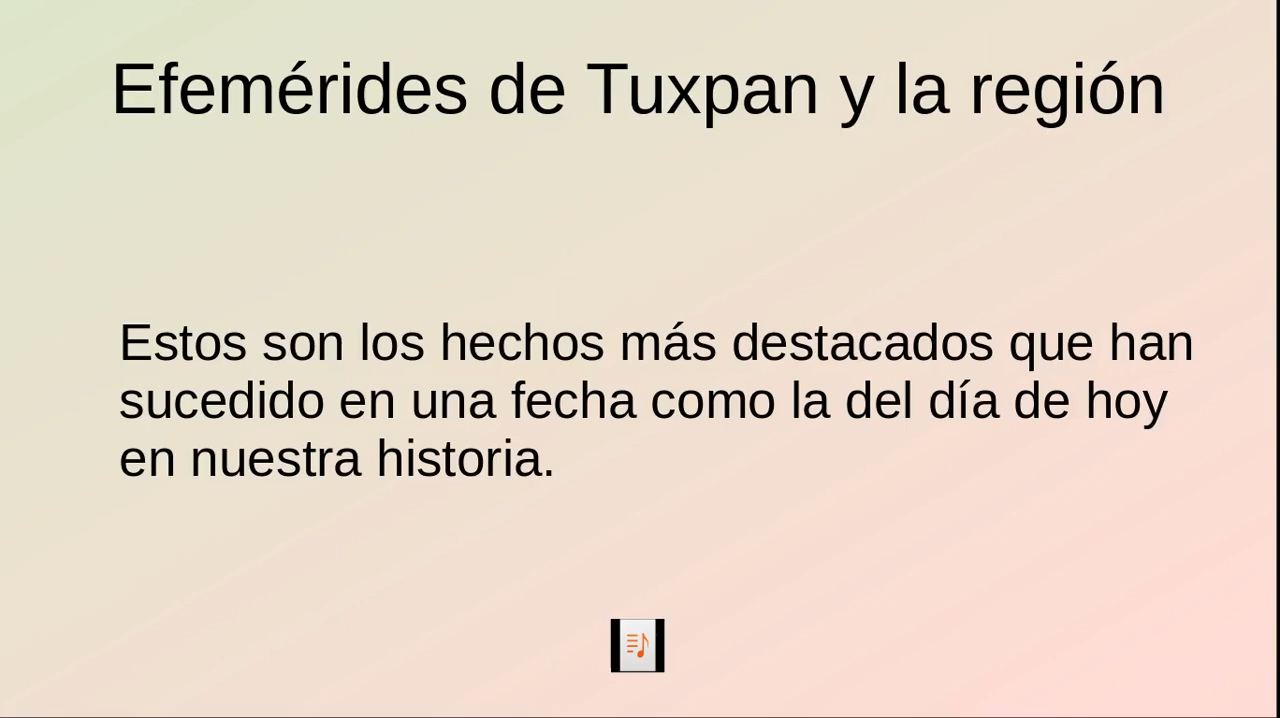 Efemérides de Tuxpan y la región
Estos son los hechos más destacados que han
sucedido en una fecha como la del día de hoy
en nuestra historia.